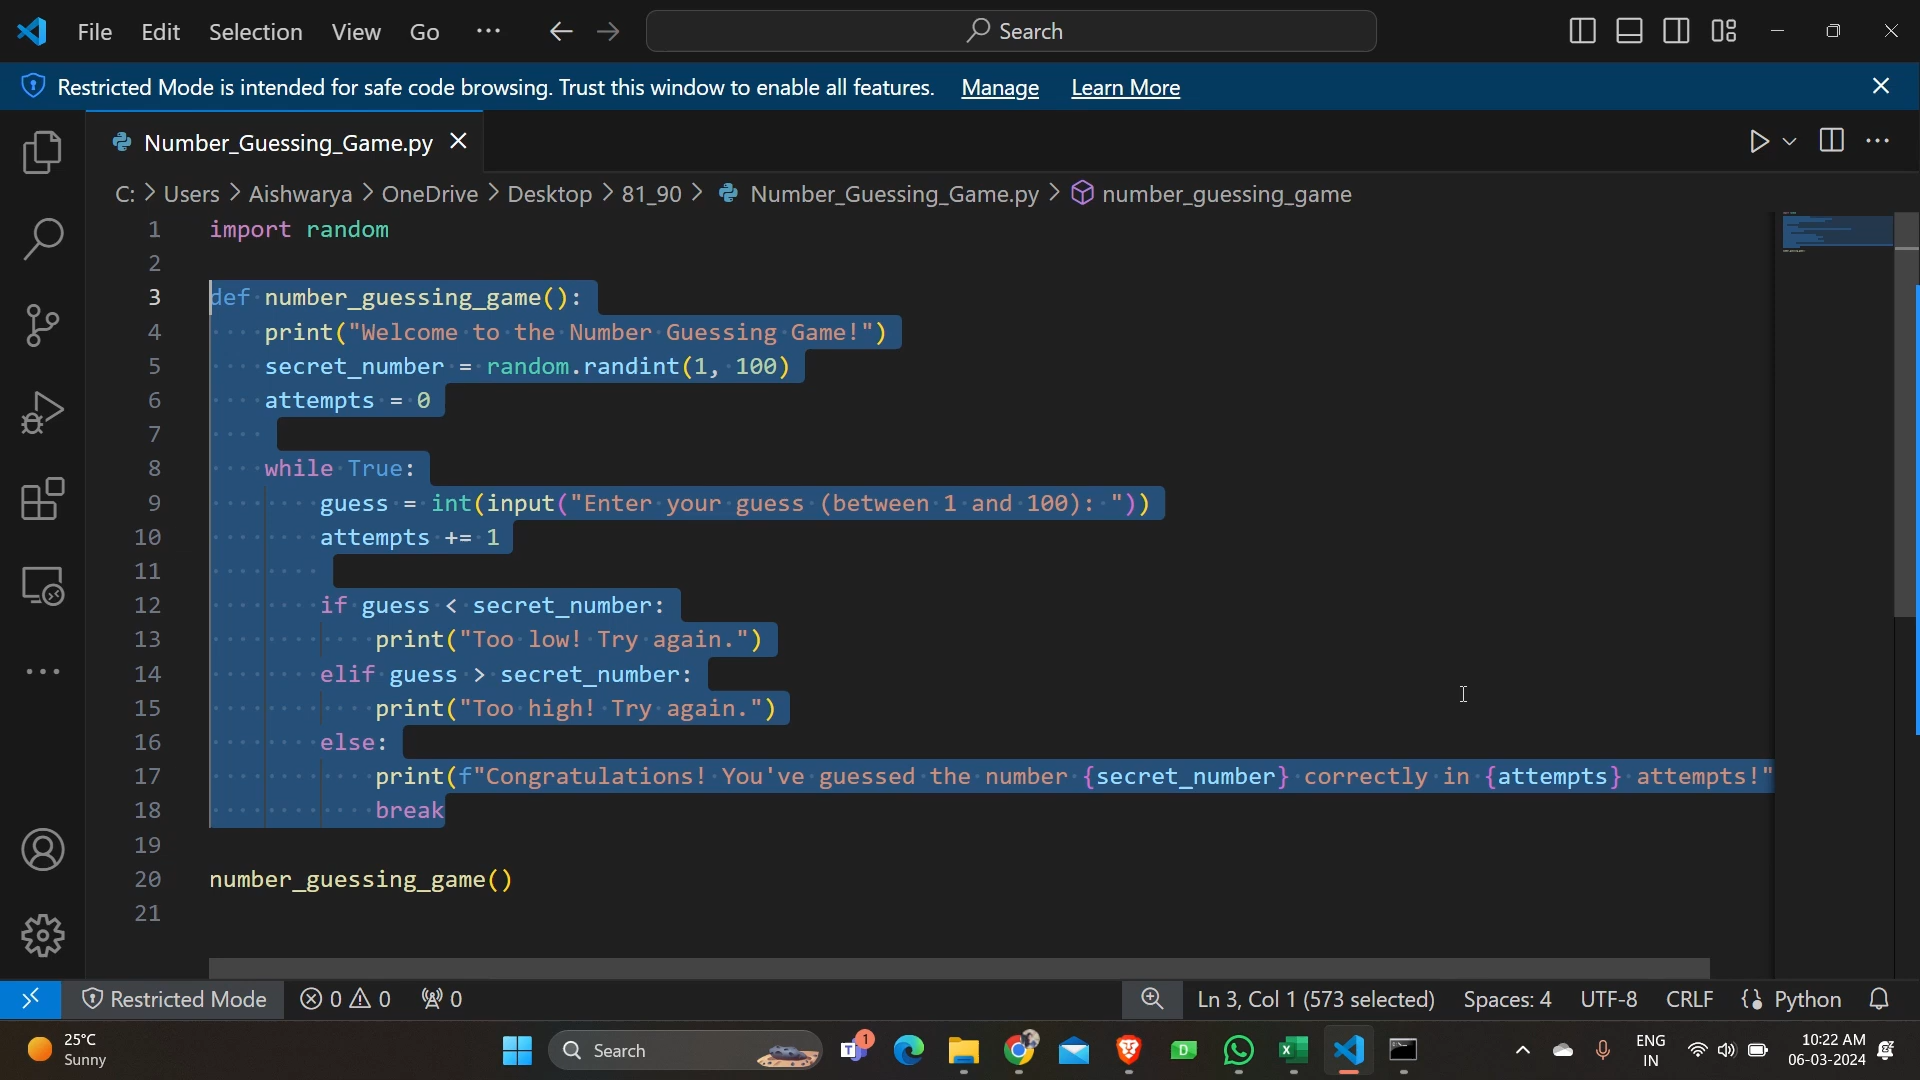 File Edit Selection View Go ··· Search
Restricted Mode is intended for safe code browsing. Trust this window to enable all features. Manage Learn More
Number_Guessing_Game.py
C: > Users > Aishwarya > OneDrive > Desktop > 81_90 > Number_Guessing_Game.py > number_guessing_game
1 import random
2
3 def number_guessing_game():
4     print("Welcome to the Number Guessing Game!")
5     secret_number = random.randint(1, 100)
6     attempts = 0
7
8     while True:
9         guess = int(input("Enter your guess (between 1 and 100): "))
10         attempts += 1
11
12         if guess < secret_number:
13             print("Too low! Try again.")
14         elif guess > secret_number:
15             print("Too high! Try again.")
16         else:
17             print(f"Congratulations! You've guessed the number {secret_number} correctly in {attempts} attempts!"
18             break
19
20 number_guessing_game()
21
Restricted Mode 0 0 0 Ln 3, Col 1 (573 selected) Spaces: 4 UTF-8 CRLF Python
25°C
Sunny
Search
T 1
D
X
ENG
IN
10:22 AM
06-03-2024